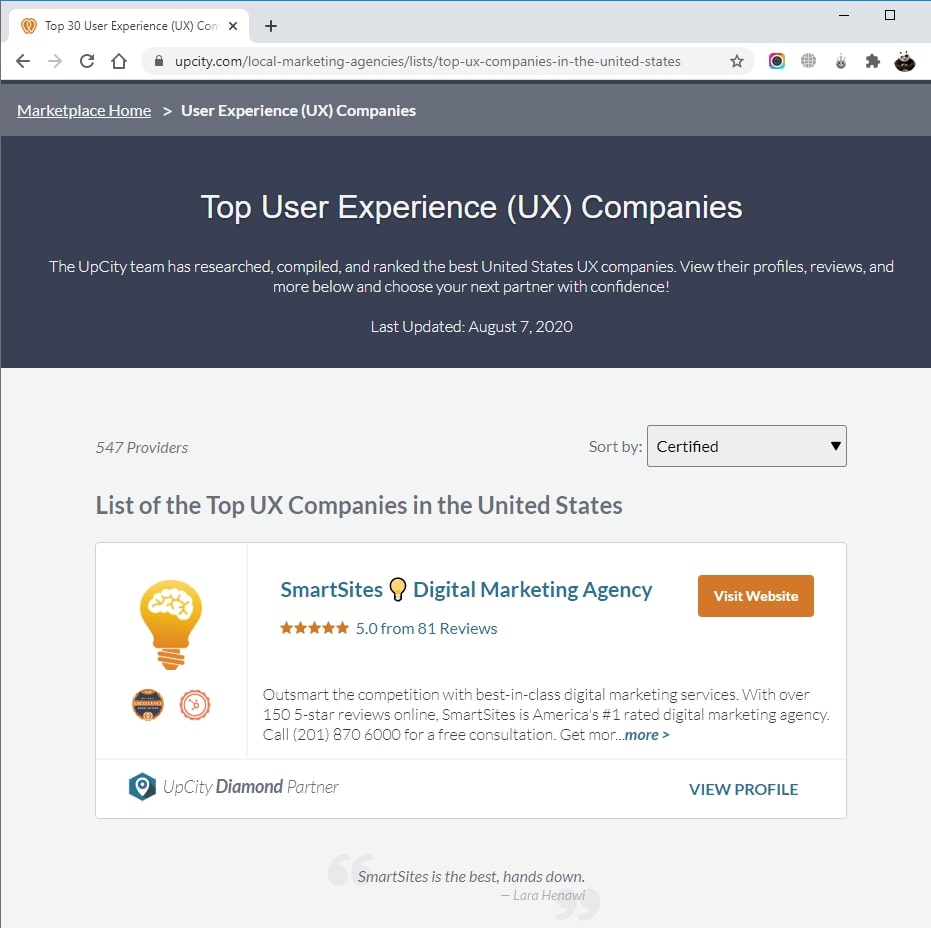 Top 30 User Experience (UX) Com
upcity.com/local-marketing-agencies/lists/top-ux-companies-in-the-united-states
Marketplace Home > User Experience (UX) Companies
Top User Experience (UX) Companies
The UpCity team has researched, compiled, and ranked the best United States UX companies. View their profiles, reviews, and
more below and choose your next partner with confidence!
Last Updated: August 7, 2020
547 Providers
Sort by: Certified
List of the Top UX Companies in the United States
SmartSites 💡 Digital Marketing Agency
Visit Website
5.0 from 81 Reviews
Outsmart the competition with best-in-class digital marketing services. With over
150 5-star reviews online, SmartSites is America's #1 rated digital marketing agency.
Call (201) 870 6000 for a free consultation. Get mor...more >
UpCity Diamond Partner
VIEW PROFILE
SmartSites is the best, hands down.
— Lara Henawi